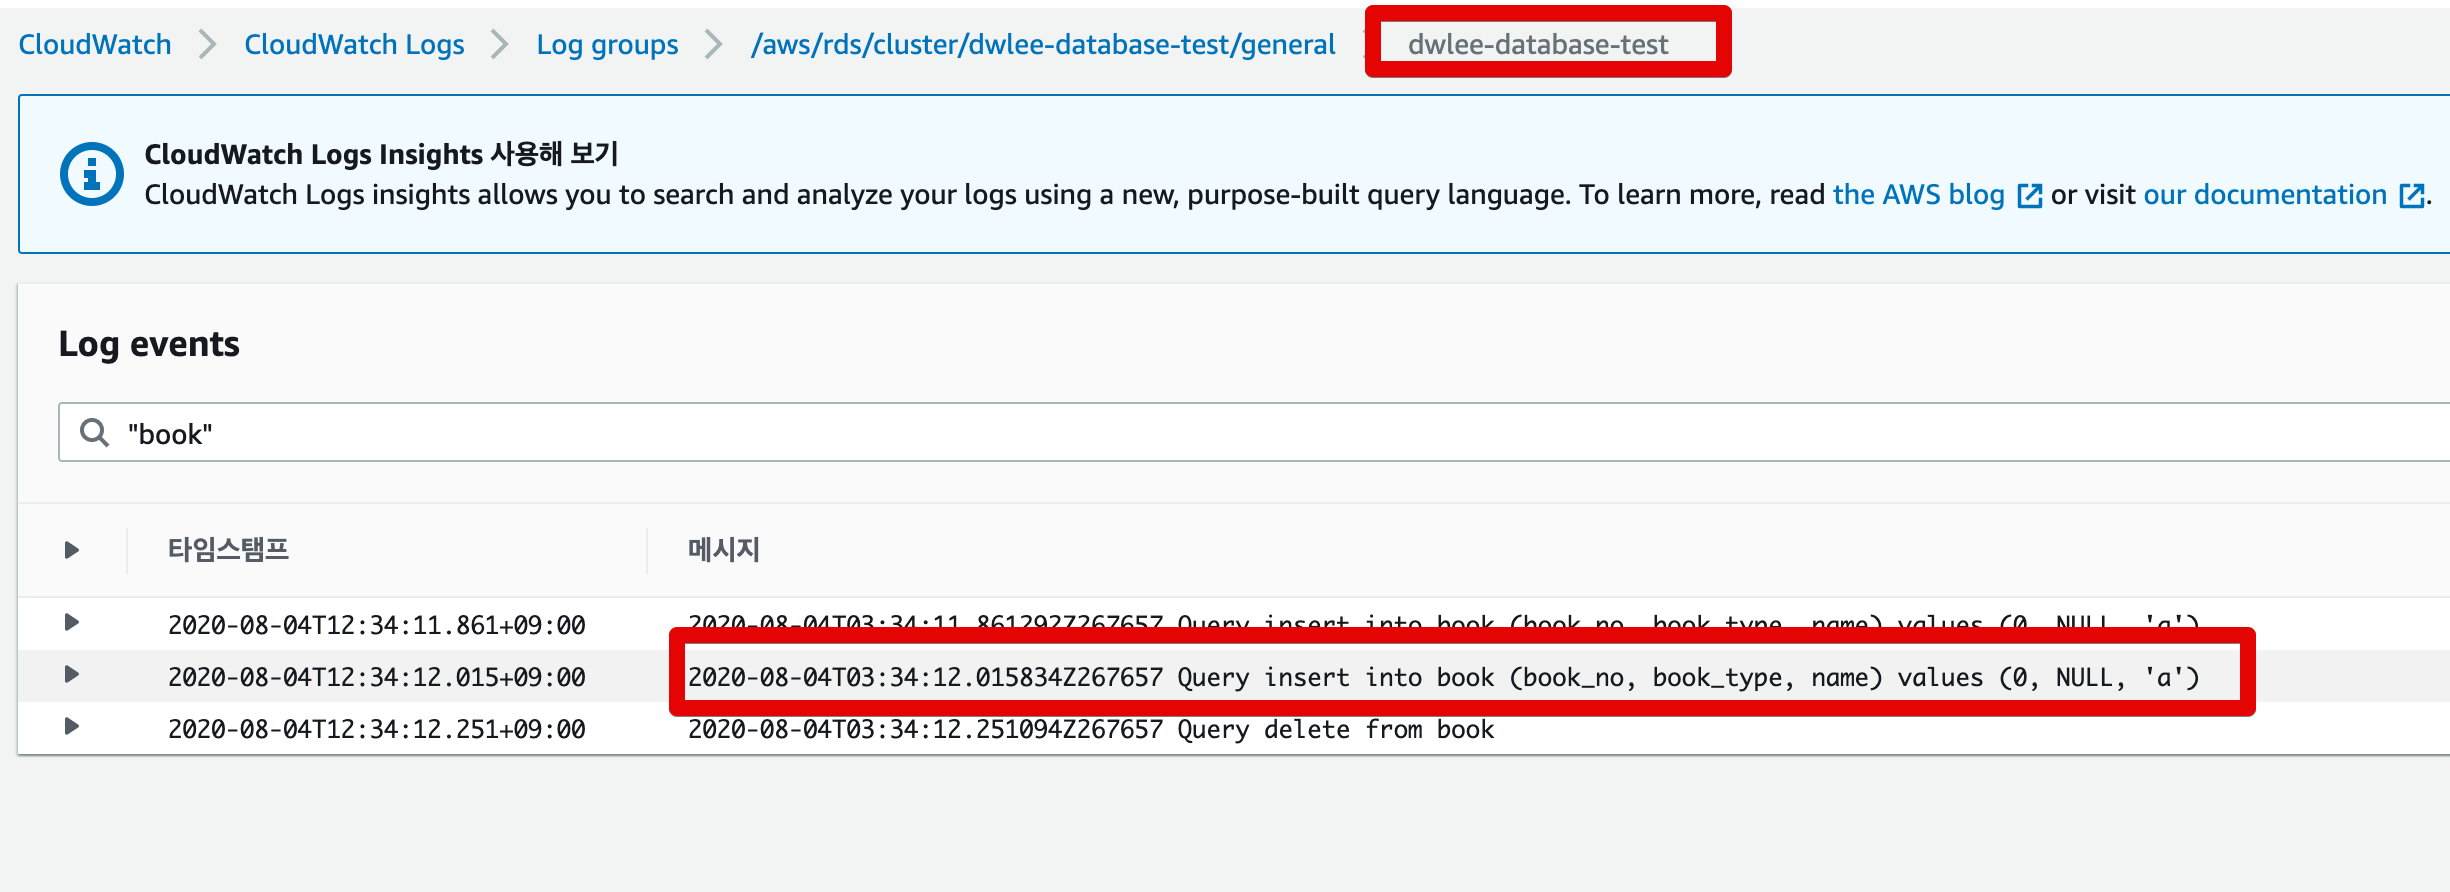 CloudWatch > CloudWatch Logs > Log groups > /aws/rds/cluster/dwlee-database-test/general > dwlee-database-test
CloudWatch Logs Insights 사용해 보기
CloudWatch Logs insights allows you to search and analyze your logs using a new, purpose-built query language. To learn more, read the AWS blog or visit our documentation.
Log events
"book"
타임스탬프 메시지
2020-08-04T12:34:11.861+09:00 2020-08-04T03:34:11.861292Z267657 Query insert into book (book_no, book_type, name) values (0, NULL, 'a')
2020-08-04T12:34:12.015+09:00 2020-08-04T03:34:12.015834Z267657 Query insert into book (book_no, book_type, name) values (0, NULL, 'a')
2020-08-04T12:34:12.251+09:00 2020-08-04T03:34:12.251094Z267657 Query delete from book